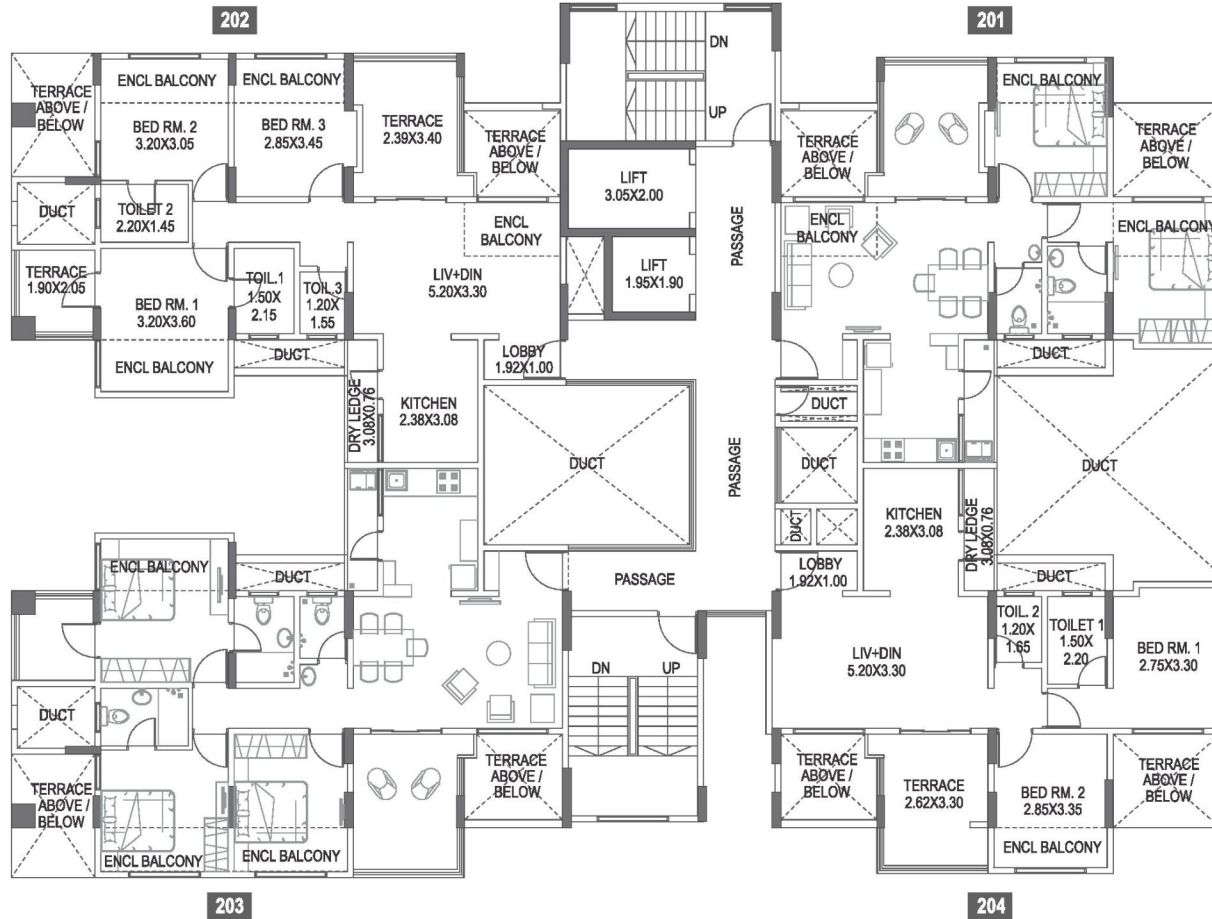 202
201
TERRACE
ABOVE /
BELOW
ENCL BALCONY
BED RM. 2
3.20X3.05
ENCL BALCONY
BED RM. 3
2.85X3.45
TERRACE
2.39X3.40
TERRACE
ABOVE /
BELOW
DN
UP
LIFT
3.05X2.00
LIFT
1.95X1.90
PASSAGE
TERRACE
ABOVE /
BELOW
ENCL BALCONY
TERRACE
ABOVE /
BELOW
DUCT
TOILET 2
2.20X1.45
ENCL
BALCONY
ENCL
BALCONY
ENCL BALCONY
TERRACE
1.90X2.05
BED RM. 1
3.20X3.60
TOIL.1
1.50X
2.15
TOIL.3
1.20X
1.55
LIV+DIN
5.20X3.30
ENCL BALCONY
DUCT
LOBBY
1.92X1.00
DUCT
DRY LEDGE
3.08X0.76
KITCHEN
2.38X3.08
DUCT
DUCT
PASSAGE
DUCT
DUCT
DUCT
KITCHEN
2.38X3.08
DRY LEDGE
3.08X0.76
ENCL BALCONY
DUCT
PASSAGE
LOBBY
1.92X1.00
DUCT
TOIL. 2
1.20X
1.65
TOILET 1
1.50X
2.20
BED RM. 1
2.75X3.30
LIV+DIN
5.20X3.30
DN
UP
DUCT
TERRACE
ABOVE /
BELOW
ENCL BALCONY
ENCL BALCONY
TERRACE
ABOVE /
BELOW
TERRACE
ABOVE /
BELOW
TERRACE
2.62X3.30
BED RM. 2
2.85X3.35
ENCL BALCONY
TERRACE
ABOVE /
BELOW
203
204